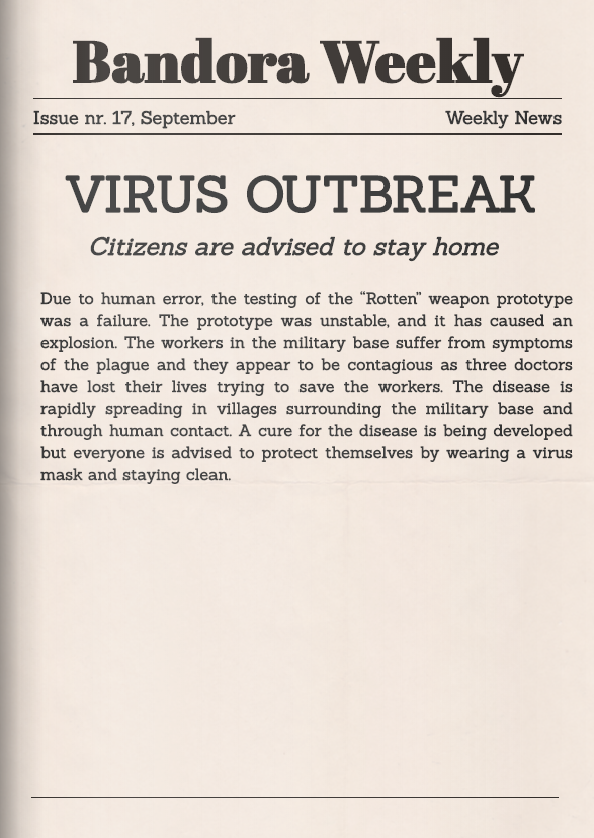 Bandora Weekly
Issue nr. 17, September
Weekly News
VIRUS OUTBREAK
Citizens are advised to stay home
Due to human error, the testing of the “Rotten” weapon prototype
was a failure. The prototype was unstable, and it has caused an
explosion. The workers in the military base suffer from symptoms
of the plague and they appear to be contagious as three doctors
have lost their lives trying to save the workers. The disease is
rapidly spreading in villages surrounding the military base and
through human contact. A cure for the disease is being developed
but everyone is advised to protect themselves by wearing a virus
mask and staying clean.